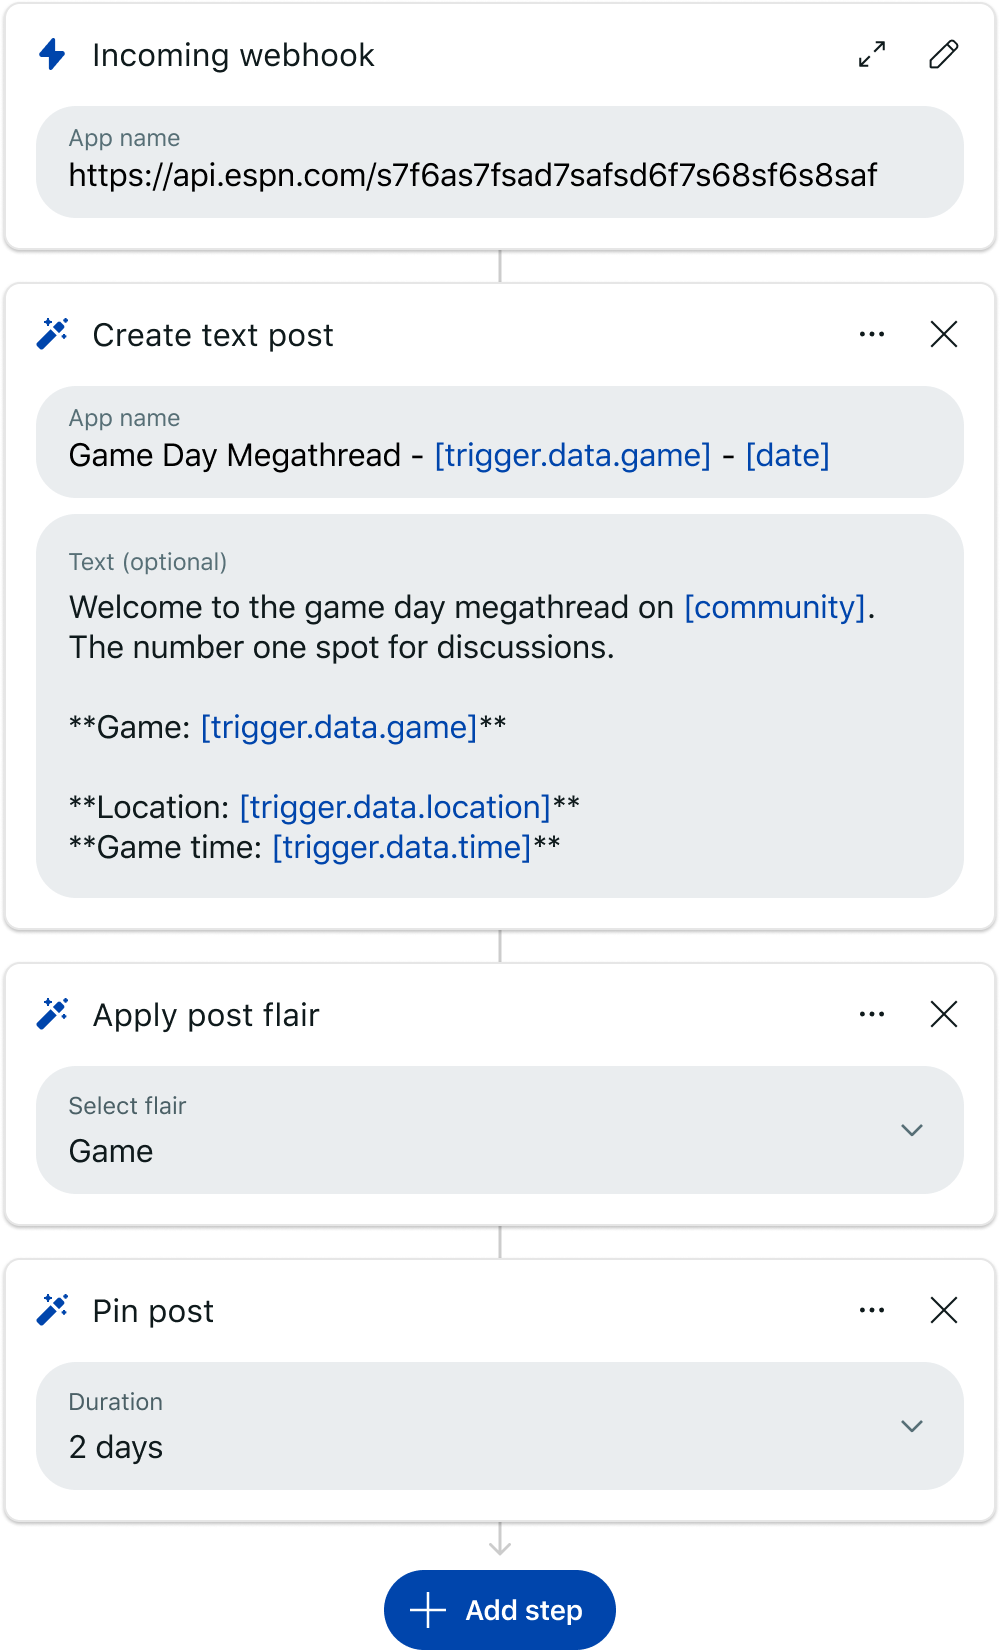 Incoming webhook
App name
https://api.espn.com/s7f6as7fsad7safsd6f7s68sf6s8saf
Create text post
App name
Game Day Megathread - [trigger.data.game] - [date]
Text (optional)
Welcome to the game day megathread on [community].
The number one spot for discussions.
**Game: [trigger.data.game]**
**Location: [trigger.data.location]**
**Game time: [trigger.data.time]**
Apply post flair
Select flair
Game
Pin post
Duration
2 days
Add step